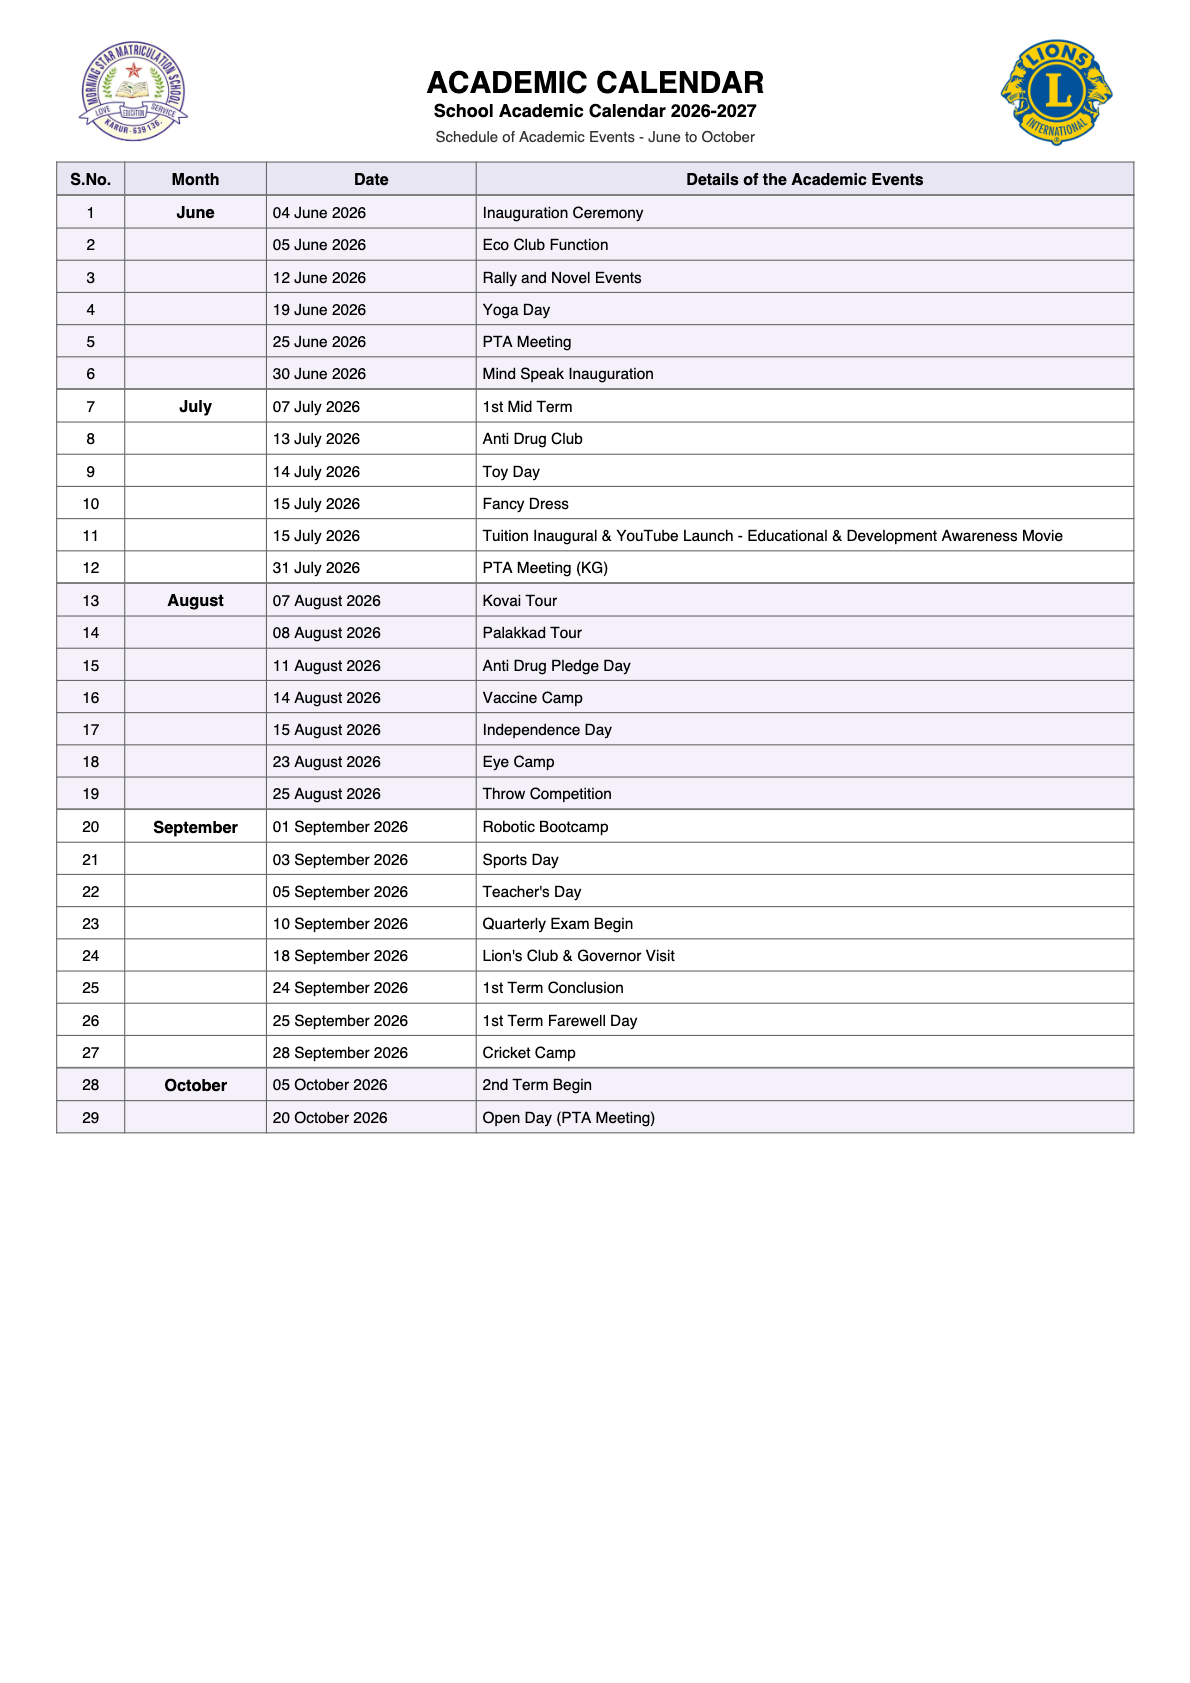 MORNING STAR MATRICULATION SCHOOL
LOVE EDUCATION SERVICE
KARUR - 639 136.
ACADEMIC CALENDAR
School Academic Calendar 2026-2027
Schedule of Academic Events - June to October
LIONS
L
INTERNATIONAL
®
S.No. Month Date Details of the Academic Events
1 June 04 June 2026 Inauguration Ceremony
2 05 June 2026 Eco Club Function
3 12 June 2026 Rally and Novel Events
4 19 June 2026 Yoga Day
5 25 June 2026 PTA Meeting
6 30 June 2026 Mind Speak Inauguration
7 July 07 July 2026 1st Mid Term
8 13 July 2026 Anti Drug Club
9 14 July 2026 Toy Day
10 15 July 2026 Fancy Dress
11 15 July 2026 Tuition Inaugural & YouTube Launch - Educational & Development Awareness Movie
12 31 July 2026 PTA Meeting (KG)
13 August 07 August 2026 Kovai Tour
14 08 August 2026 Palakkad Tour
15 11 August 2026 Anti Drug Pledge Day
16 14 August 2026 Vaccine Camp
17 15 August 2026 Independence Day
18 23 August 2026 Eye Camp
19 25 August 2026 Throw Competition
20 September 01 September 2026 Robotic Bootcamp
21 03 September 2026 Sports Day
22 05 September 2026 Teacher's Day
23 10 September 2026 Quarterly Exam Begin
24 18 September 2026 Lion's Club & Governor Visit
25 24 September 2026 1st Term Conclusion
26 25 September 2026 1st Term Farewell Day
27 28 September 2026 Cricket Camp
28 October 05 October 2026 2nd Term Begin
29 20 October 2026 Open Day (PTA Meeting)